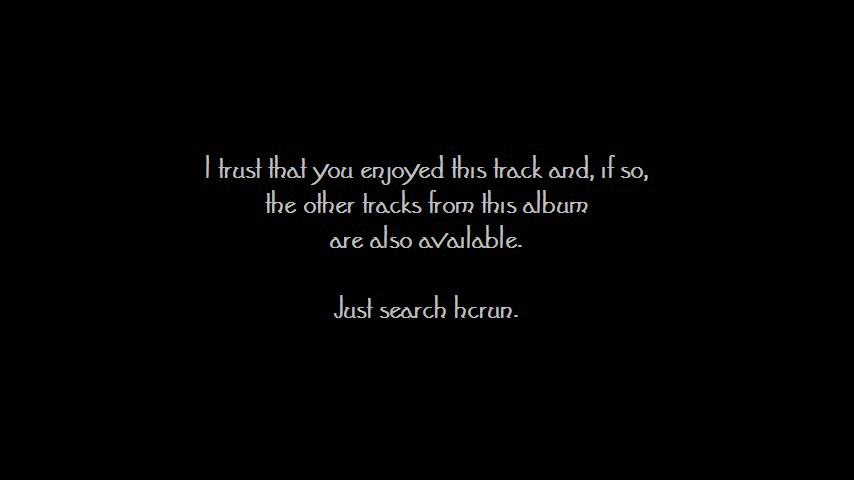 I trust that you enjoyed this track and, if so,
the other tracks from this album
are also available.
Just search hcrun.